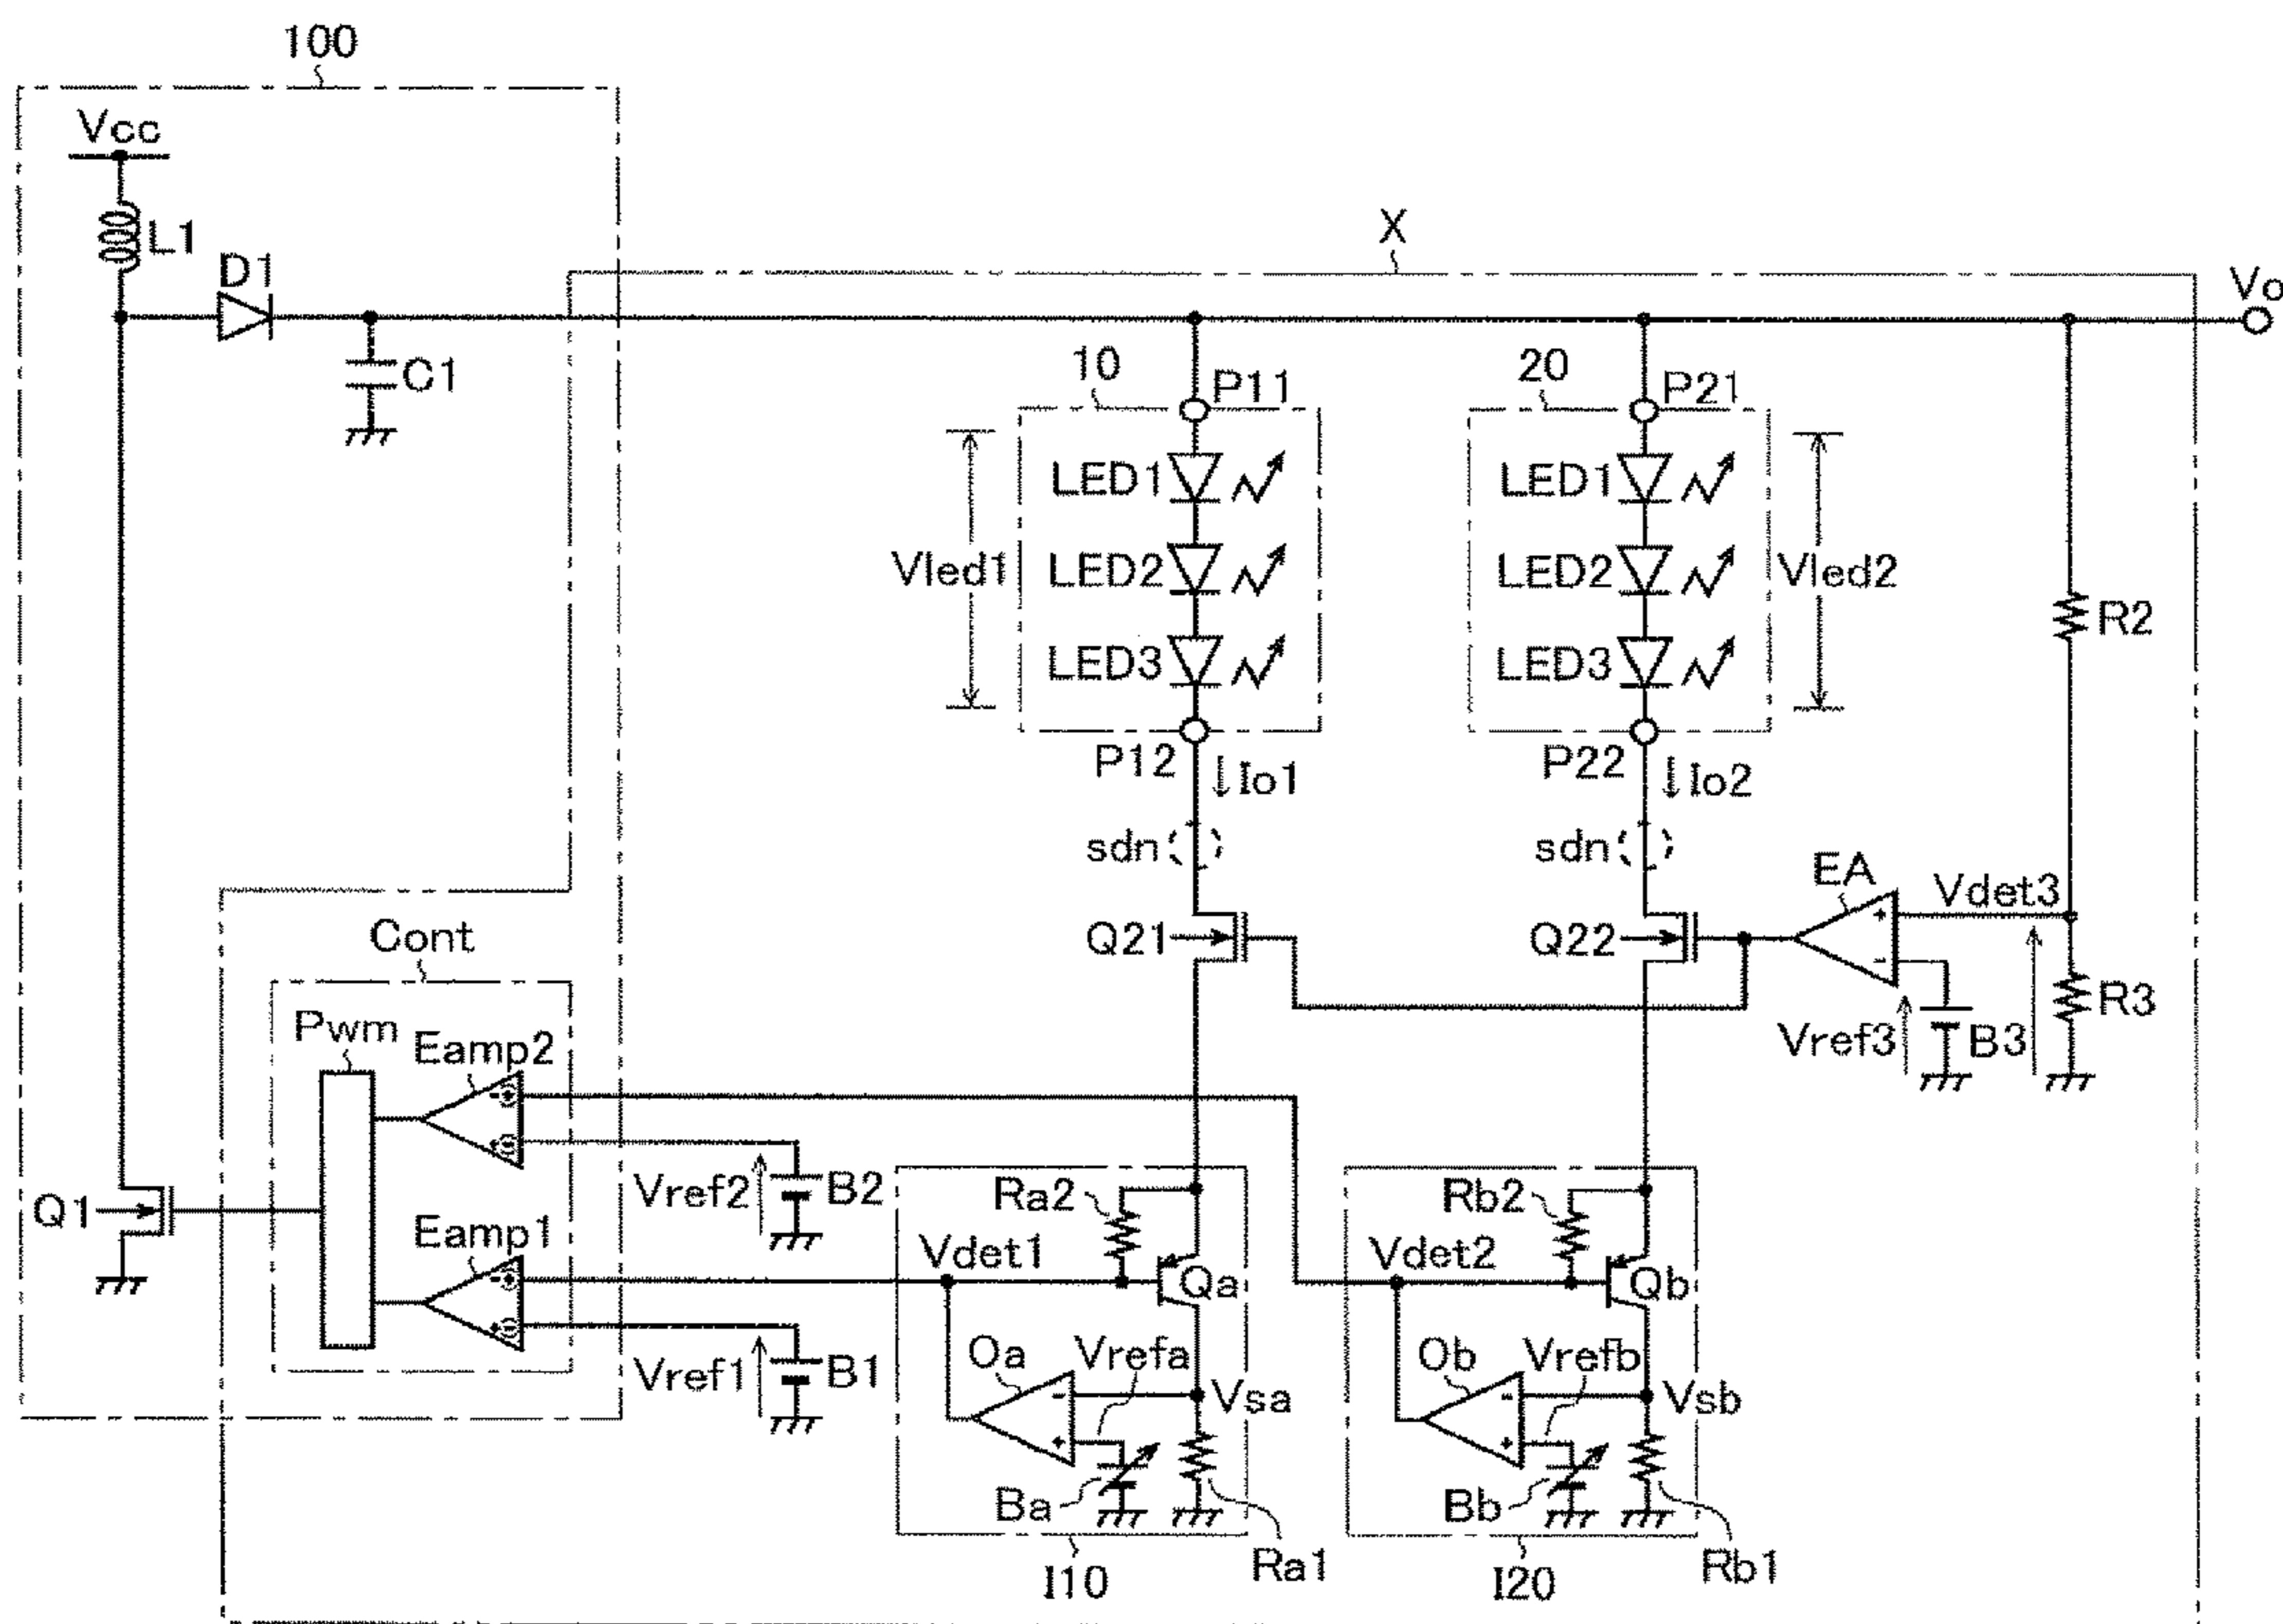 100
Vcc
L1
D1
C1
X
Vo
10
P11
20
P21
Vled1
LED1
LED2
LED3
LED1
LED2
LED3
Vled2
R2
P12
Io1
P22
Io2
sdn
sdn
EA
Vdet3
Q21
Q22
Vref3
B3
R3
Cont
Pwm
Eamp2
Eamp1
Q1
Vref2
B2
Vref1
B1
Ra2
Vdet1
Qa
Oa
Vrefa
Vsa
Ba
Ra1
I10
Rb2
Vdet2
Qb
Ob
Vrefb
Vsb
Bb
Rb1
I20